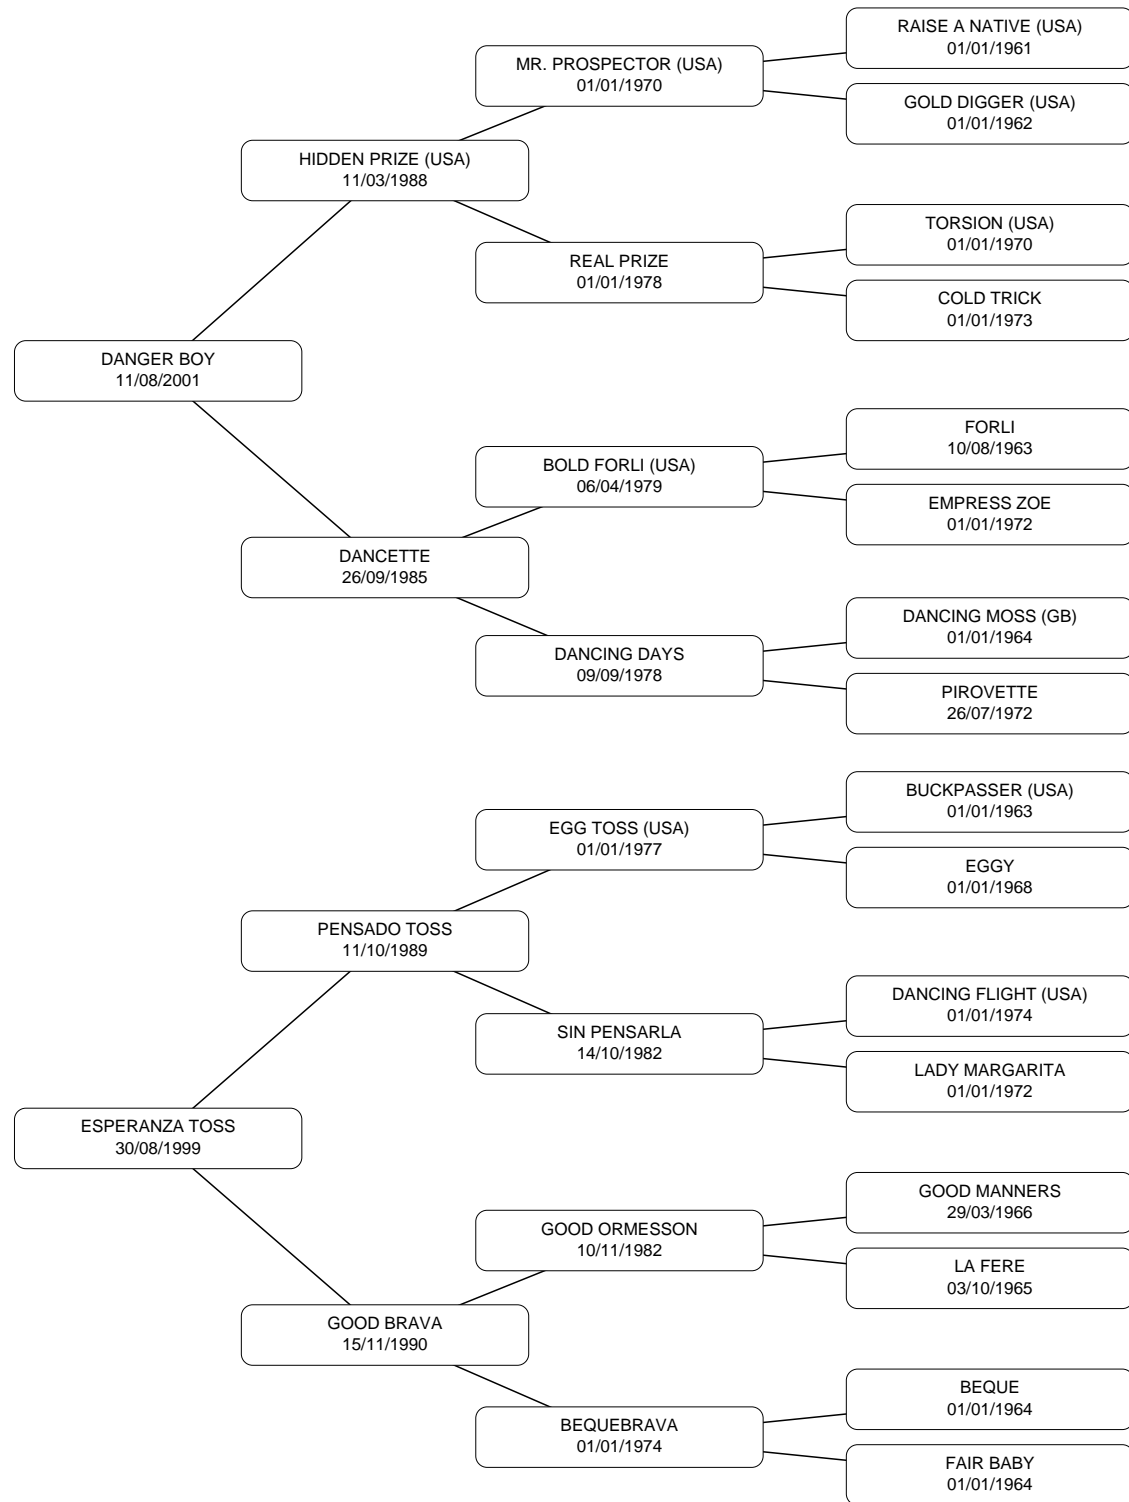 RAISE A NATIVE (USA)
01/01/1961
MR. PROSPECTOR (USA)
01/01/1970
GOLD DIGGER (USA)
01/01/1962
HIDDEN PRIZE (USA)
11/03/1988
TORSION (USA)
01/01/1970
REAL PRIZE
01/01/1978
COLD TRICK
01/01/1973
DANGER BOY
11/08/2001
FORLI
10/08/1963
BOLD FORLI (USA)
06/04/1979
EMPRESS ZOE
01/01/1972
DANCETTE
26/09/1985
DANCING MOSS (GB)
01/01/1964
DANCING DAYS
09/09/1978
PIROVETTE
26/07/1972
BUCKPASSER (USA)
01/01/1963
EGG TOSS (USA)
01/01/1977
EGGY
01/01/1968
PENSADO TOSS
11/10/1989
DANCING FLIGHT (USA)
01/01/1974
SIN PENSARLA
14/10/1982
LADY MARGARITA
01/01/1972
ESPERANZA TOSS
30/08/1999
GOOD MANNERS
29/03/1966
GOOD ORMESSON
10/11/1982
LA FERE
03/10/1965
GOOD BRAVA
15/11/1990
BEQUE
01/01/1964
BEQUEBRAVA
01/01/1974
FAIR BABY
01/01/1964